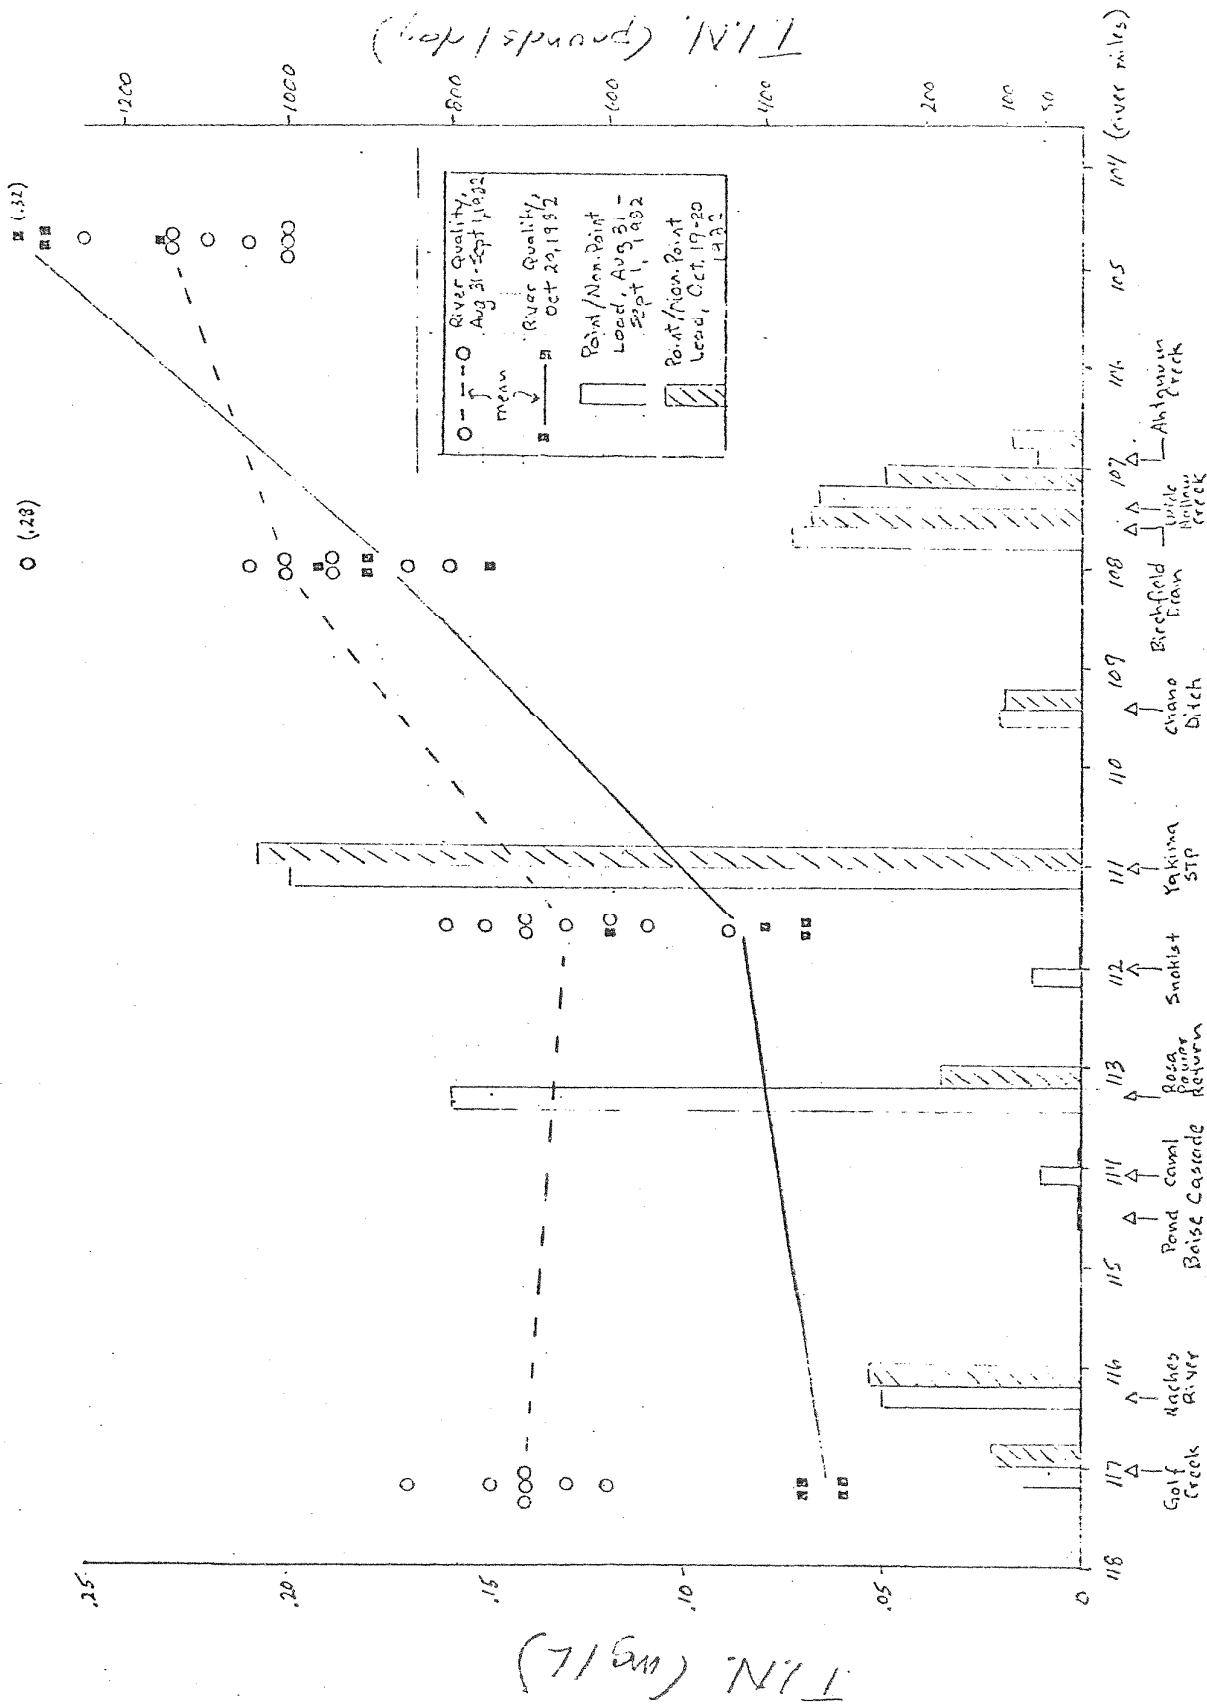 T.I.N. (mg/L)
.25
.20
.15
.10
.05
0
T.I.N. (pounds/day)
1200
1000
800
600
400
200
100
50
O (.28)
(.32)
O----O River Quality,
Aug 31-Sept 1, 1982
mean
River Quality,
Oct 20, 1982
Point/Non-Point
Load, Aug 31-
Sept 1, 1982
Point/Non-Point
Load, Oct. 19-20
1982
118 117 116 115 114 113 112 111 110 109 108 107 106 105 104 (river miles)
Golf
Creek
Naches
River
Pond Canal
Boise Cascade
Rosa
Power
Return
Snokist
Yakima
STP
Chano
Ditch
Birchfield
Drain
Wide
Hollow
Creek
Ahtanum
Creek